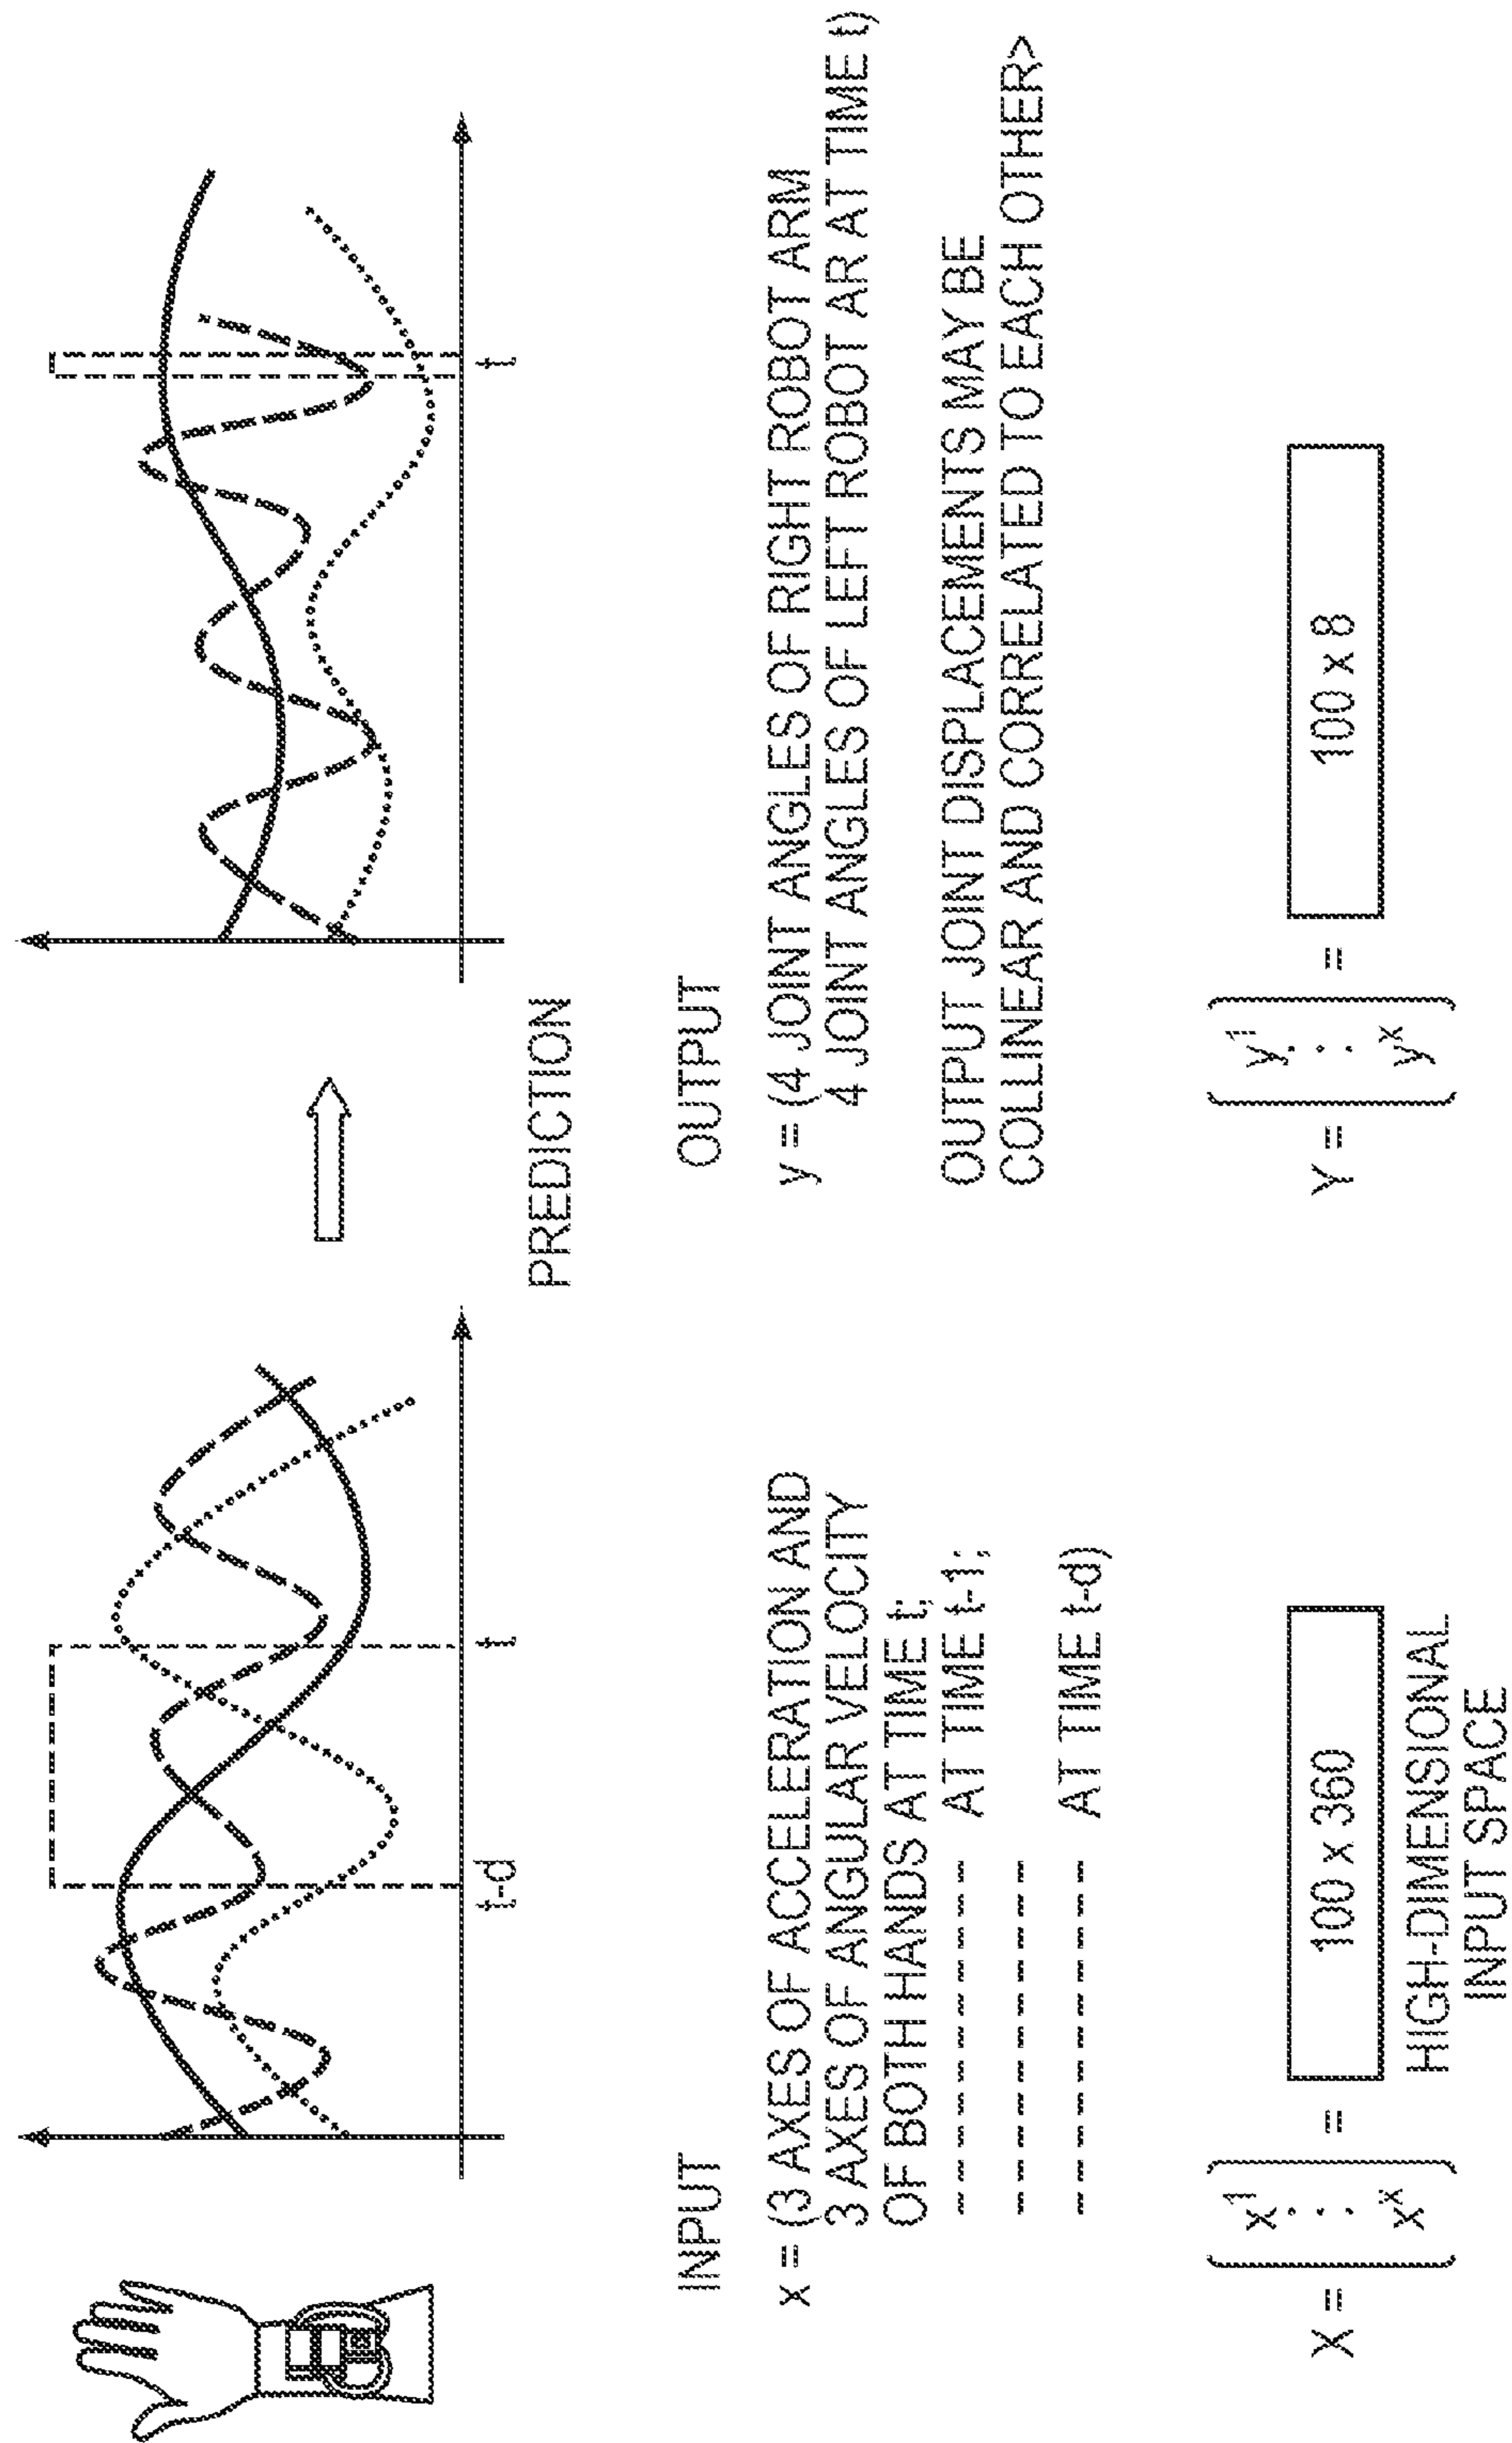 t-d
t
PREDICTION
t
INPUT
x = (3 AXES OF ACCELERATION AND
3 AXES OF ANGULAR VELOCITY
OF BOTH HANDS AT TIME t;
AT TIME t-1;
AT TIME t-d)
OUTPUT
y = (4 JOINT ANGLES OF RIGHT ROBOT ARM
4 JOINT ANGLES OF LEFT ROBOT AR AT TIME t)
OUTPUT JOINT DISPLACEMENTS MAY BE
COLLINEAR AND CORRELATED TO EACH OTHER>
X = ( x¹ : xˣ ) = 100 x 360
HIGH-DIMENSIONAL
INPUT SPACE
Y = ( y¹ : yˣ ) = 100 x 8